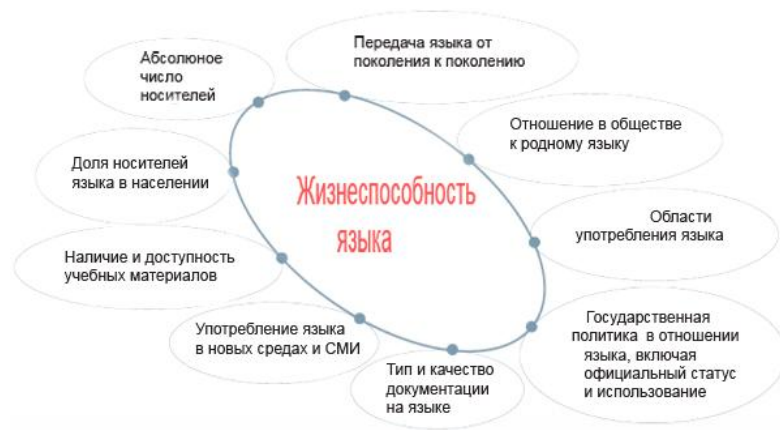 Абсолюное
число
носителей
Передача языка от
поколения к поколению
Отношение в обществе
к родному языку
Доля носителей
языка в населении
Жизнеспособность
языка
Области
употребления языка
Наличие и доступность
учебных материалов
Государственная
политика в отношении
языка, включая
официальный статус
и использование
Употребление языка
в новых средах и СМИ
Тип и качество
документации
на языке